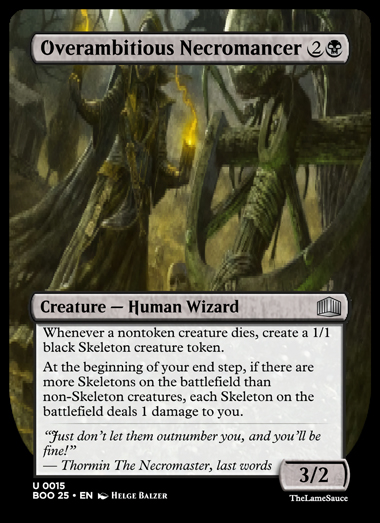 Overambitious Necromancer 2
Creature — Human Wizard
Whenever a nontoken creature dies, create a 1/1
black Skeleton creature token.
At the beginning of your end step, if there are
more Skeletons on the battlefield than
non-Skeleton creatures, each Skeleton on the
battlefield deals 1 damage to you.
“Just don't let them outnumber you, and you'll be
fine!”
— Thormin The Necromaster, last words
3/2
U 0015
BOO 25 • EN HELGE BALZER
TheLameSauce